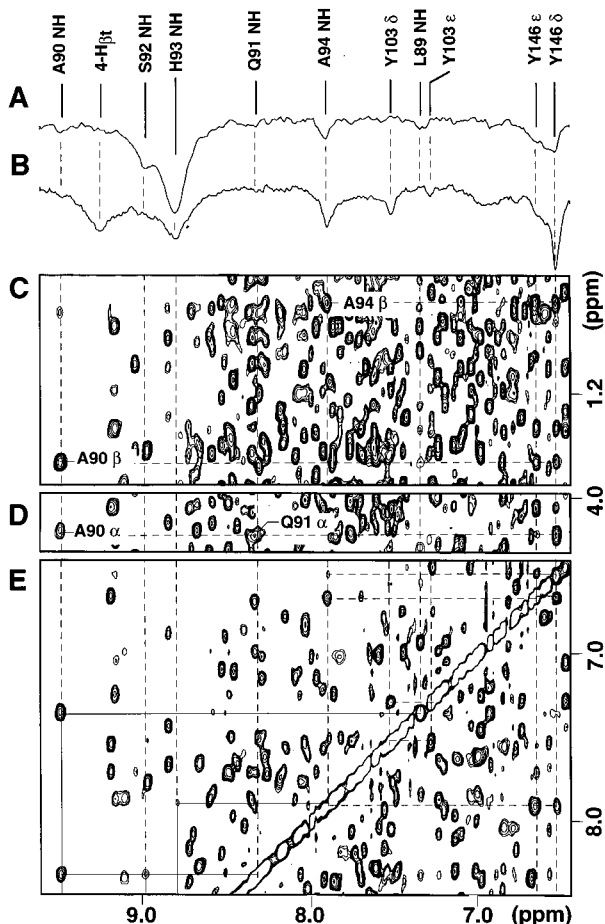 A90 NH
4-Hβt
S92 NH
H93 NH
Q91 NH
A94 NH
Y103 δ
L89 NH
Y103 ε
Y146 ε
Y146 δ
A
B
C
A94 β
(ppm)
1.2
A90 β
D
4.0
A90 α
Q91 α
E
7.0
8.0
9.0 8.0 7.0 (ppm)